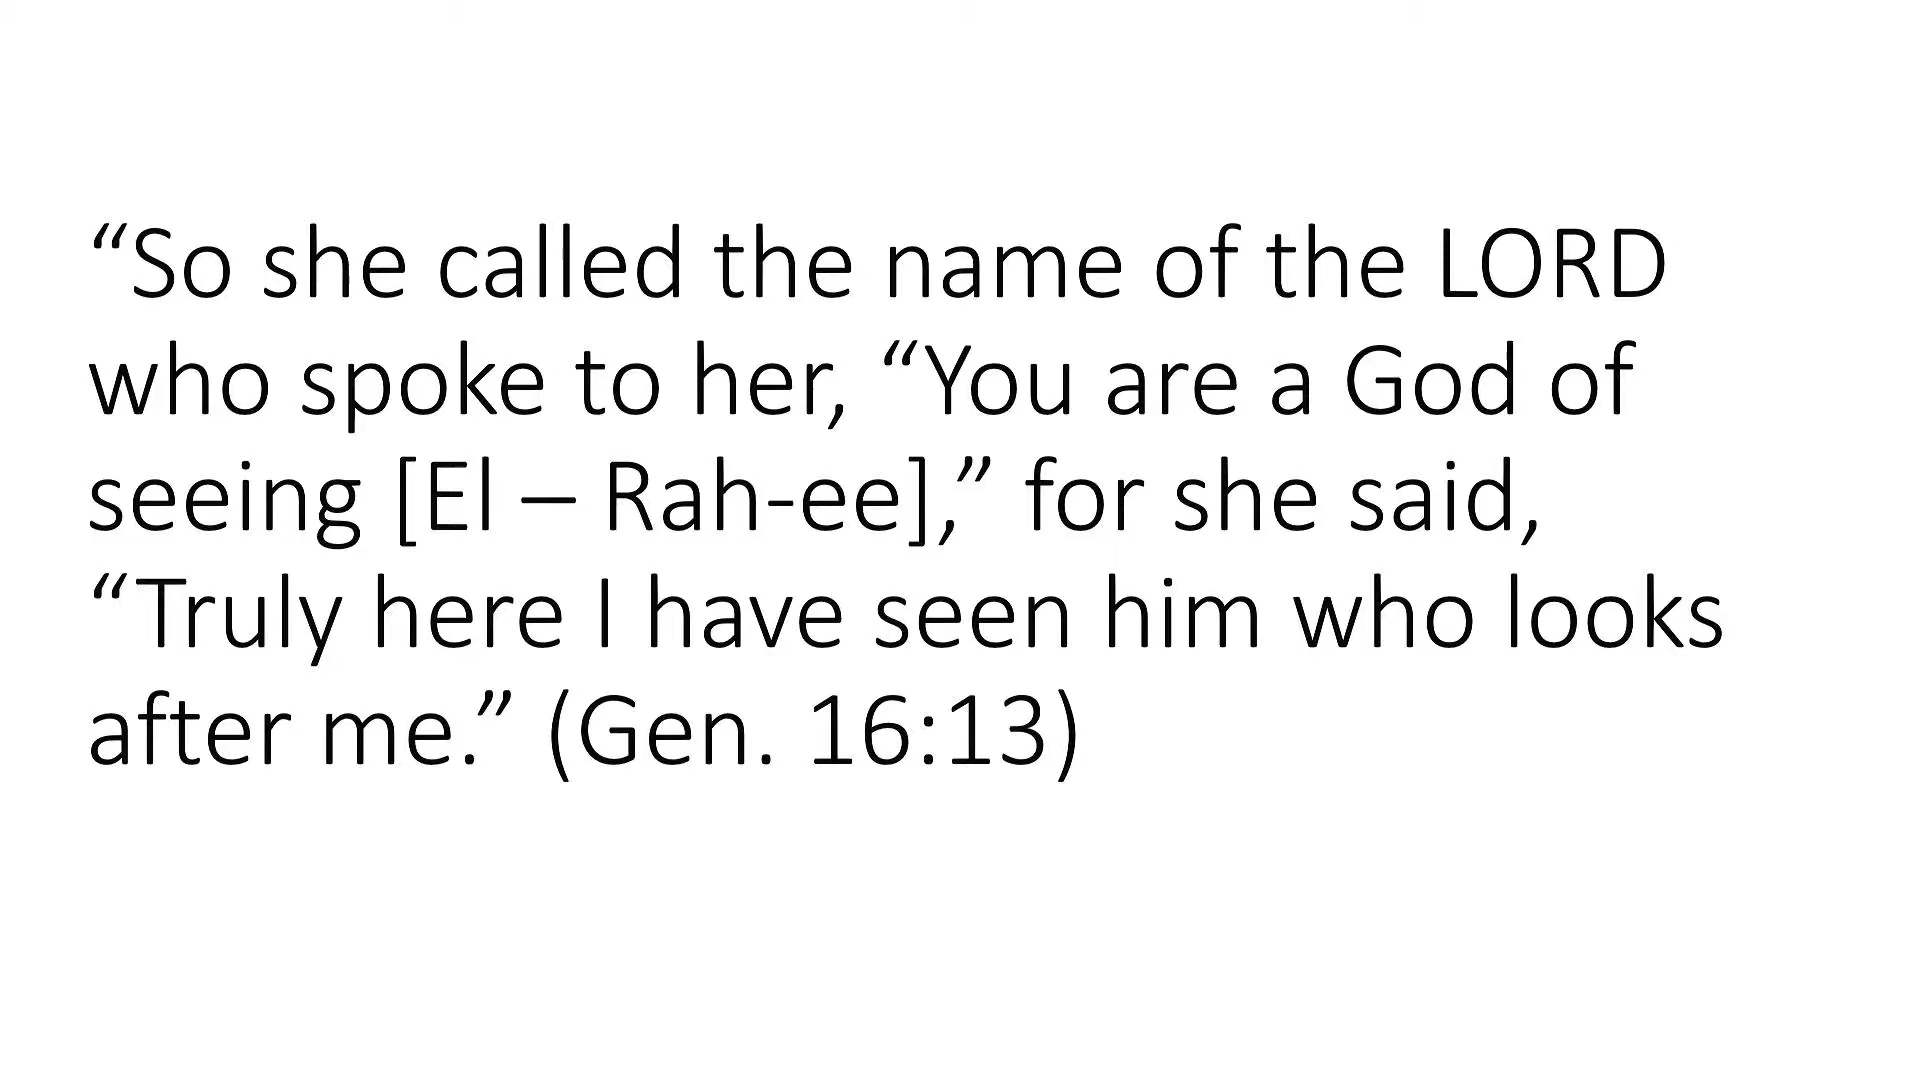 “So she called the name of the LORD
who spoke to her, “You are a God of
seeing [El – Rah-ee],” for she said,
“Truly here I have seen him who looks
after me.” (Gen. 16:13)